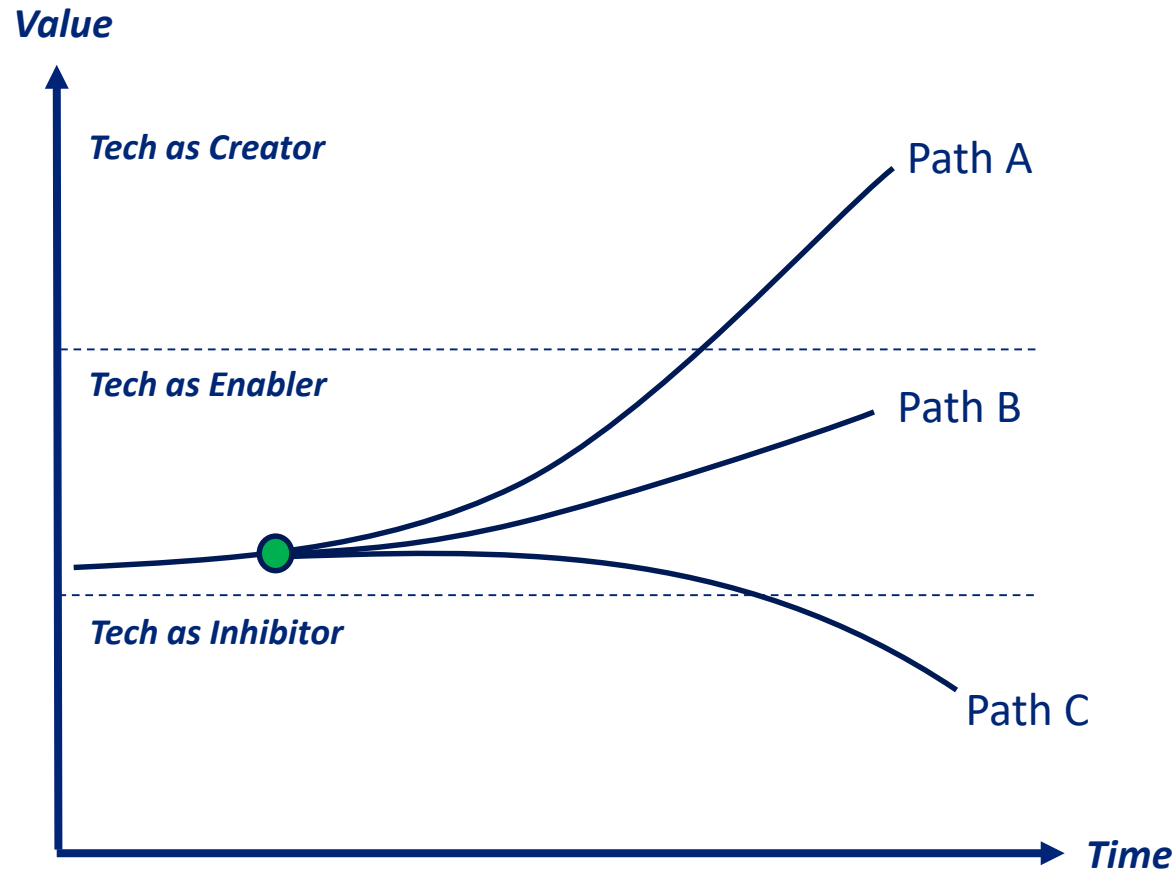 Value
Tech as Creator
Path A
Tech as Enabler
Path B
Tech as Inhibitor
Path C
Time